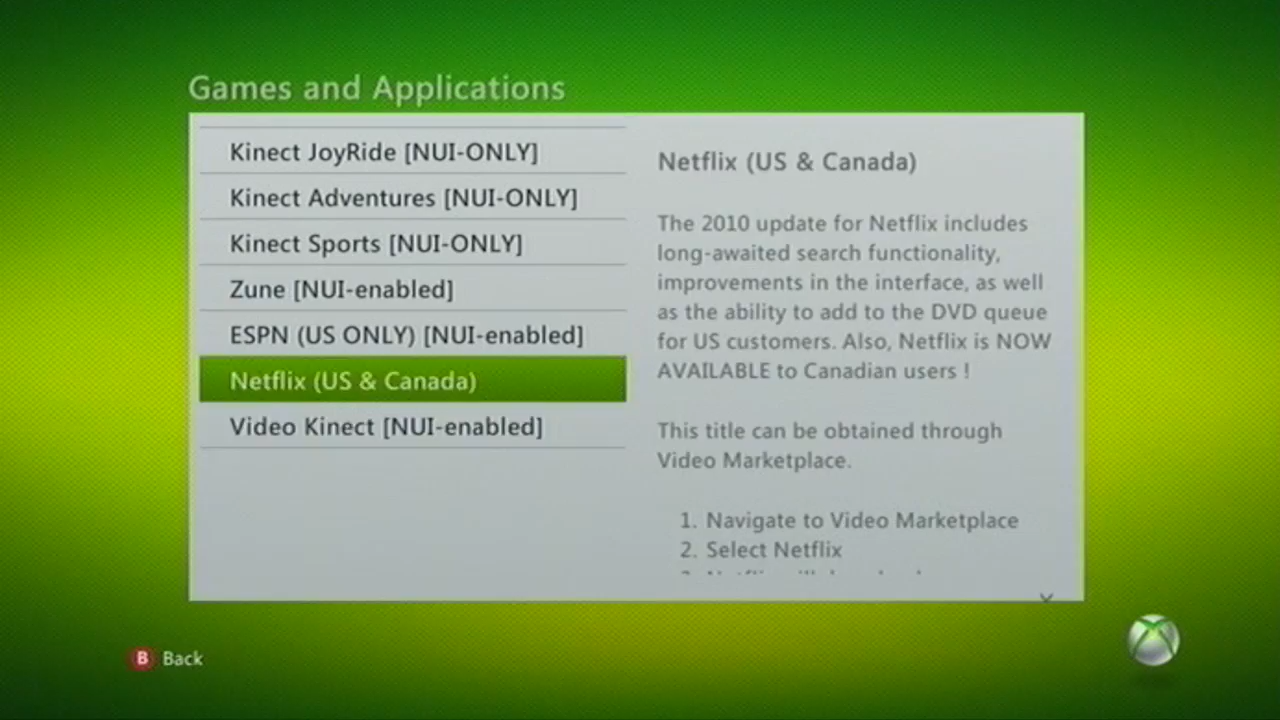 Games and Applications
Kinect JoyRide [NUI-ONLY]
Kinect Adventures [NUI-ONLY]
Kinect Sports [NUI-ONLY]
Zune [NUI-enabled]
ESPN (US ONLY) [NUI-enabled]
Netflix (US & Canada)
Video Kinect [NUI-enabled]
Netflix (US & Canada)
The 2010 update for Netflix includes
long-awaited search functionality,
improvements in the interface, as well
as the ability to add to the DVD queue
for US customers. Also, Netflix is NOW
AVAILABLE to Canadian users !
This title can be obtained through
Video Marketplace.
1. Navigate to Video Marketplace
2. Select Netflix
B Back